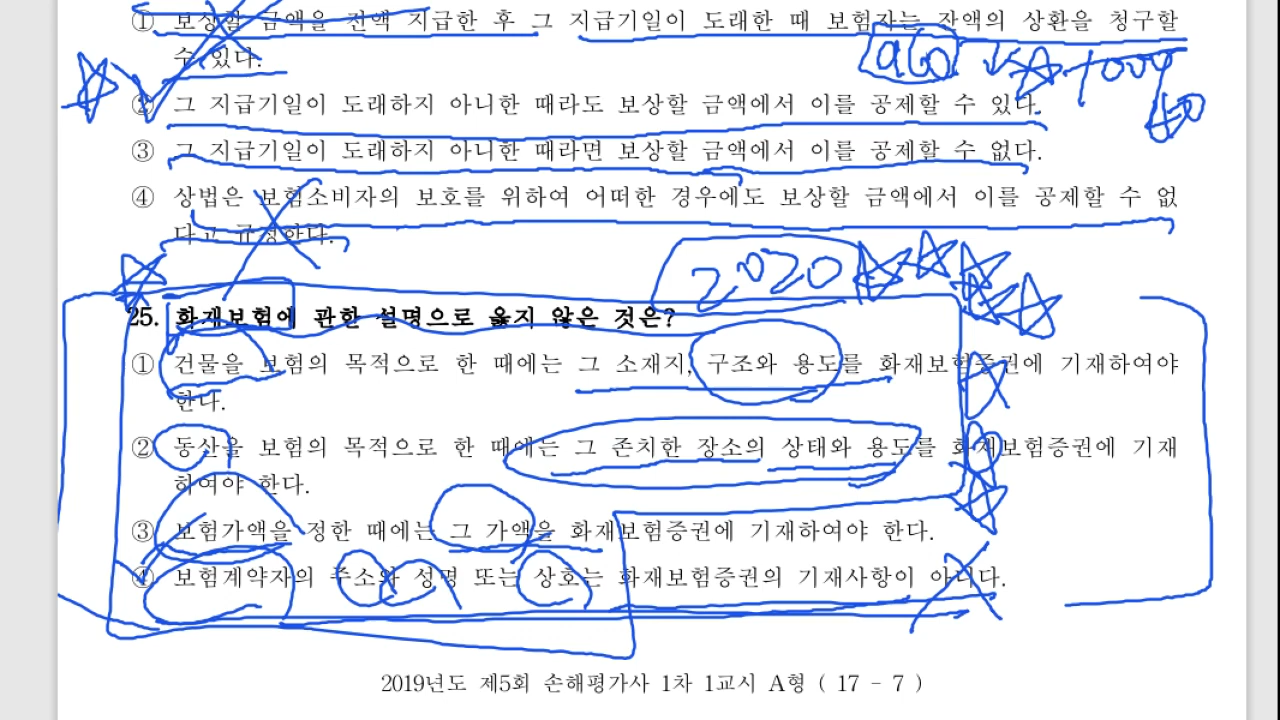 ① 보상할 금액을 전액 지급한 후 그 지급기일이 도래한 때 보험자는 잔액의 상환을 청구할
수 있다.
② 그 지급기일이 도래하지 아니한 때라도 보상할 금액에서 이를 공제할 수 있다.
③ 그 지급기일이 도래하지 아니한 때라면 보상할 금액에서 이를 공제할 수 없다.
④ 상법은 보험소비자의 보호를 위하여 어떠한 경우에도 보상할 금액에서 이를 공제할 수 없
다고 규정한다.
2020
25. 화재보험에 관한 설명으로 옳지 않은 것은?
① 건물을 보험의 목적으로 한 때에는 그 소재지, 구조와 용도를 화재보험증권에 기재하여야
한다.
② 동산을 보험의 목적으로 한 때에는 그 존치한 장소의 상태와 용도를 화재보험증권에 기재
하여야 한다.
③ 보험가액을 정한 때에는 그 가액을 화재보험증권에 기재하여야 한다.
④ 보험계약자의 주소와 성명 또는 상호는 화재보험증권의 기재사항이 아니다.
2019년도 제5회 손해평가사 1차 1교시 A형 ( 17 - 7 )